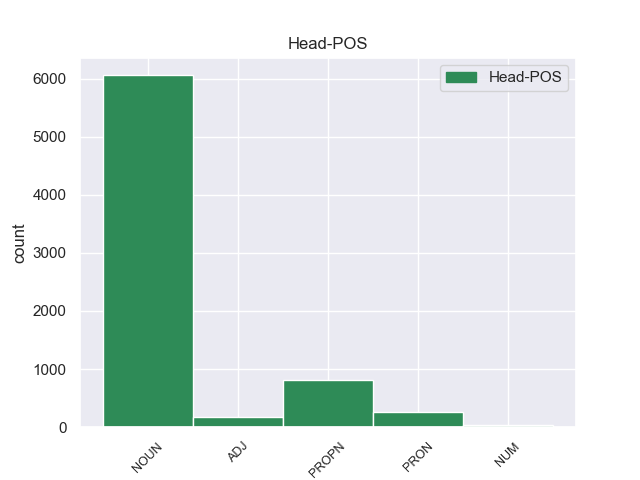 Head-POS
Head-POS
6000
5000
4000
3000
2000
1000
0
count
NOUN
ADJ
PROPN
PRON
NUM